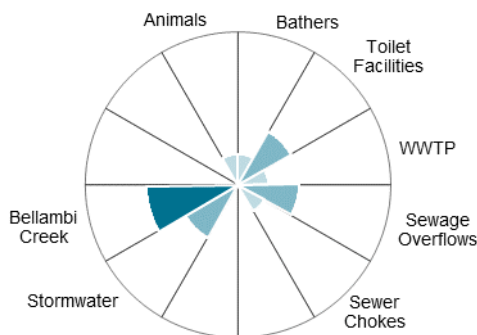 Animals
Bathers
Toilet
Facilities
WWTP
Sewage
Overflows
Sewer
Chokes
Stormwater
Bellambi
Creek